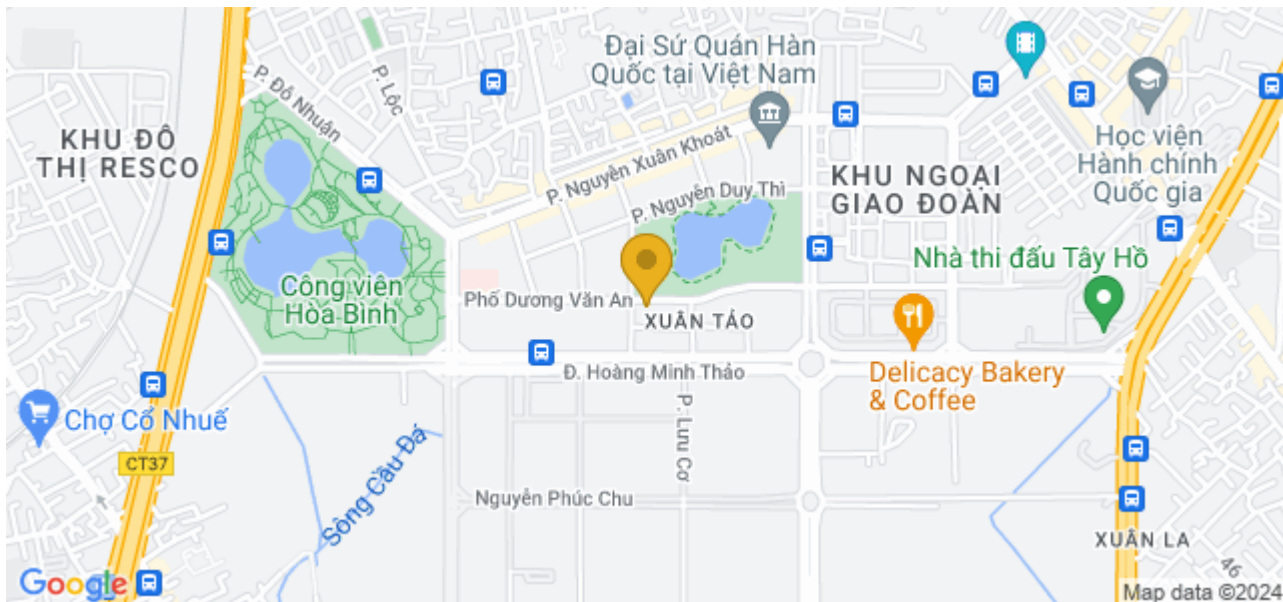 Đại Sứ Quán Hàn
Quốc tại Việt Nam
P. Đỗ Nhuận
P. Lộc
KHU ĐÔ
THỊ RESCO
P. Nguyễn Xuân Khoát
Học viện
Hành chính
Quốc gia
KHU NGOẠI
GIAO ĐOÀN
P. Nguyễn Duy Thì
Nhà thi đấu Tây Hồ
Công viên
Hòa Bình
Phố Dương Văn An
XUÂN TẢO
Đ. Hoàng Minh Thảo
Delicacy Bakery
& Coffee
Chợ Cổ Nhuế
P. Lưu Cơ
CT37
Sông Cầu Đá
Nguyễn Phúc Chu
XUÂN LA
46
Google
Map data ©2024